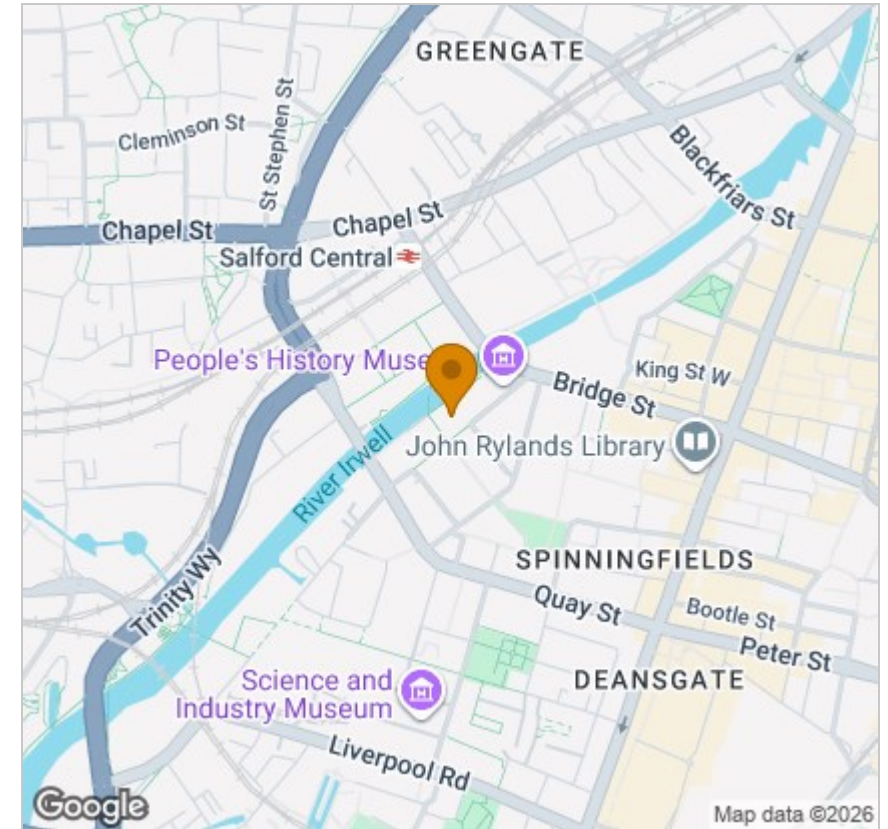 GREENGATE
Cleminson St
St Stephen St
Blackfriars St
Chapel St
Chapel St
Salford Central
People's History Muse
King St W
Bridge St
John Rylands Library
River Irwell
SPINNINGFIELDS
Trinity Wy
Quay St
Bootle St
Peter St
Science and
Industry Museum
DEANSGATE
Liverpool Rd
Google
Map data ©2026